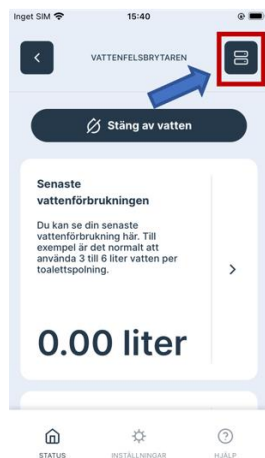 Inget SIM 15:40
VATTENFELSBRYTAREN
Stäng av vatten
Senaste
vattenförbrukningen
Du kan se din senaste
vattenförbrukning här. Till
exempel är det normalt att
använda 3 till 6 liter vatten per
toalettspolning.
0.00 liter
STATUS INSTÄLLNINGAR HJÄLP